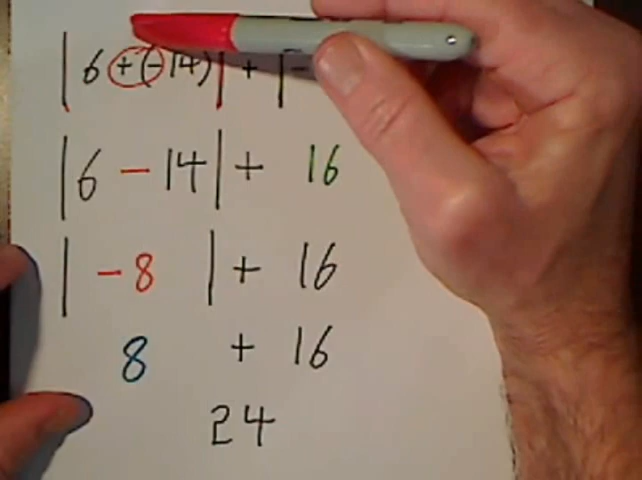 |6 + (-14)| + |-
|6 - 14| + 16
|-8| + 16
8 + 16
24